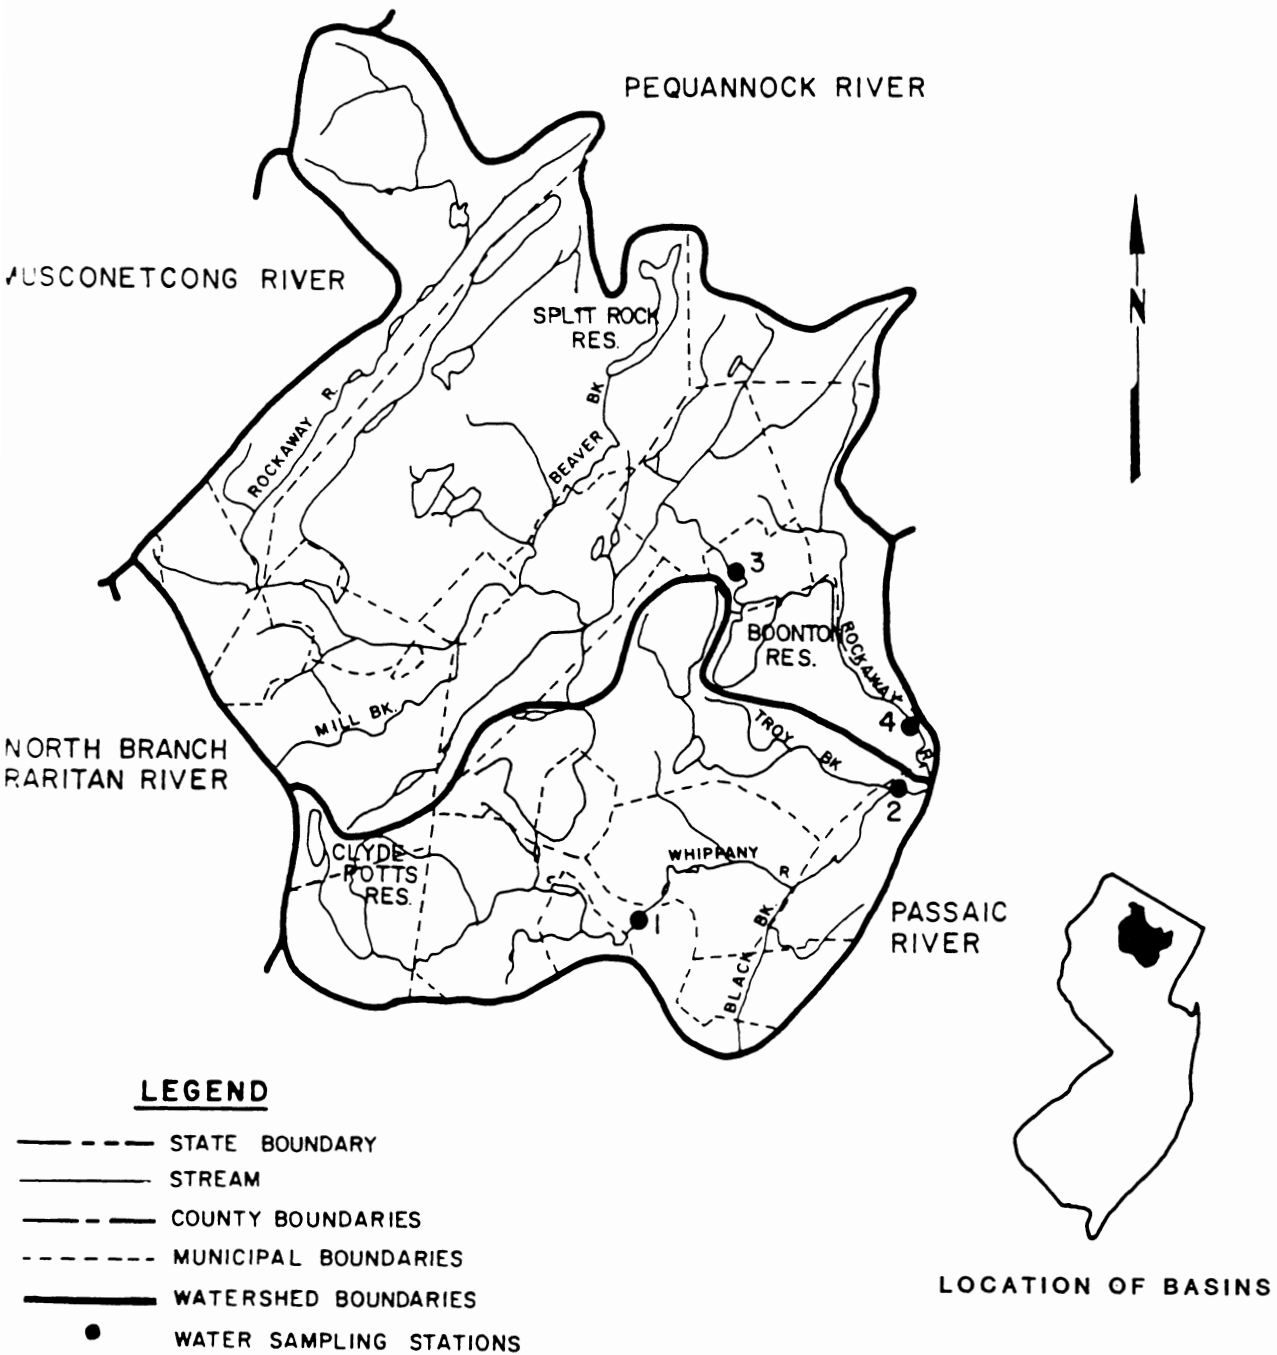 PEQUANNOCK RIVER
MUSCONETCONG RIVER
N
SPLIT ROCK
RES.
ROCKAWAY R.
BEAVER BK
3
BOONTON
RES.
ROCKAWAY R.
4
MILL BK.
NORTH BRANCH
RARITAN RIVER
TROY BK
2
CLYDE
POTTS
RES.
WHIPPANY R
1
BLACK BK.
PASSAIC
RIVER
LEGEND
STATE BOUNDARY
STREAM
COUNTY BOUNDARIES
MUNICIPAL BOUNDARIES
WATERSHED BOUNDARIES
WATER SAMPLING STATIONS
LOCATION OF BASINS